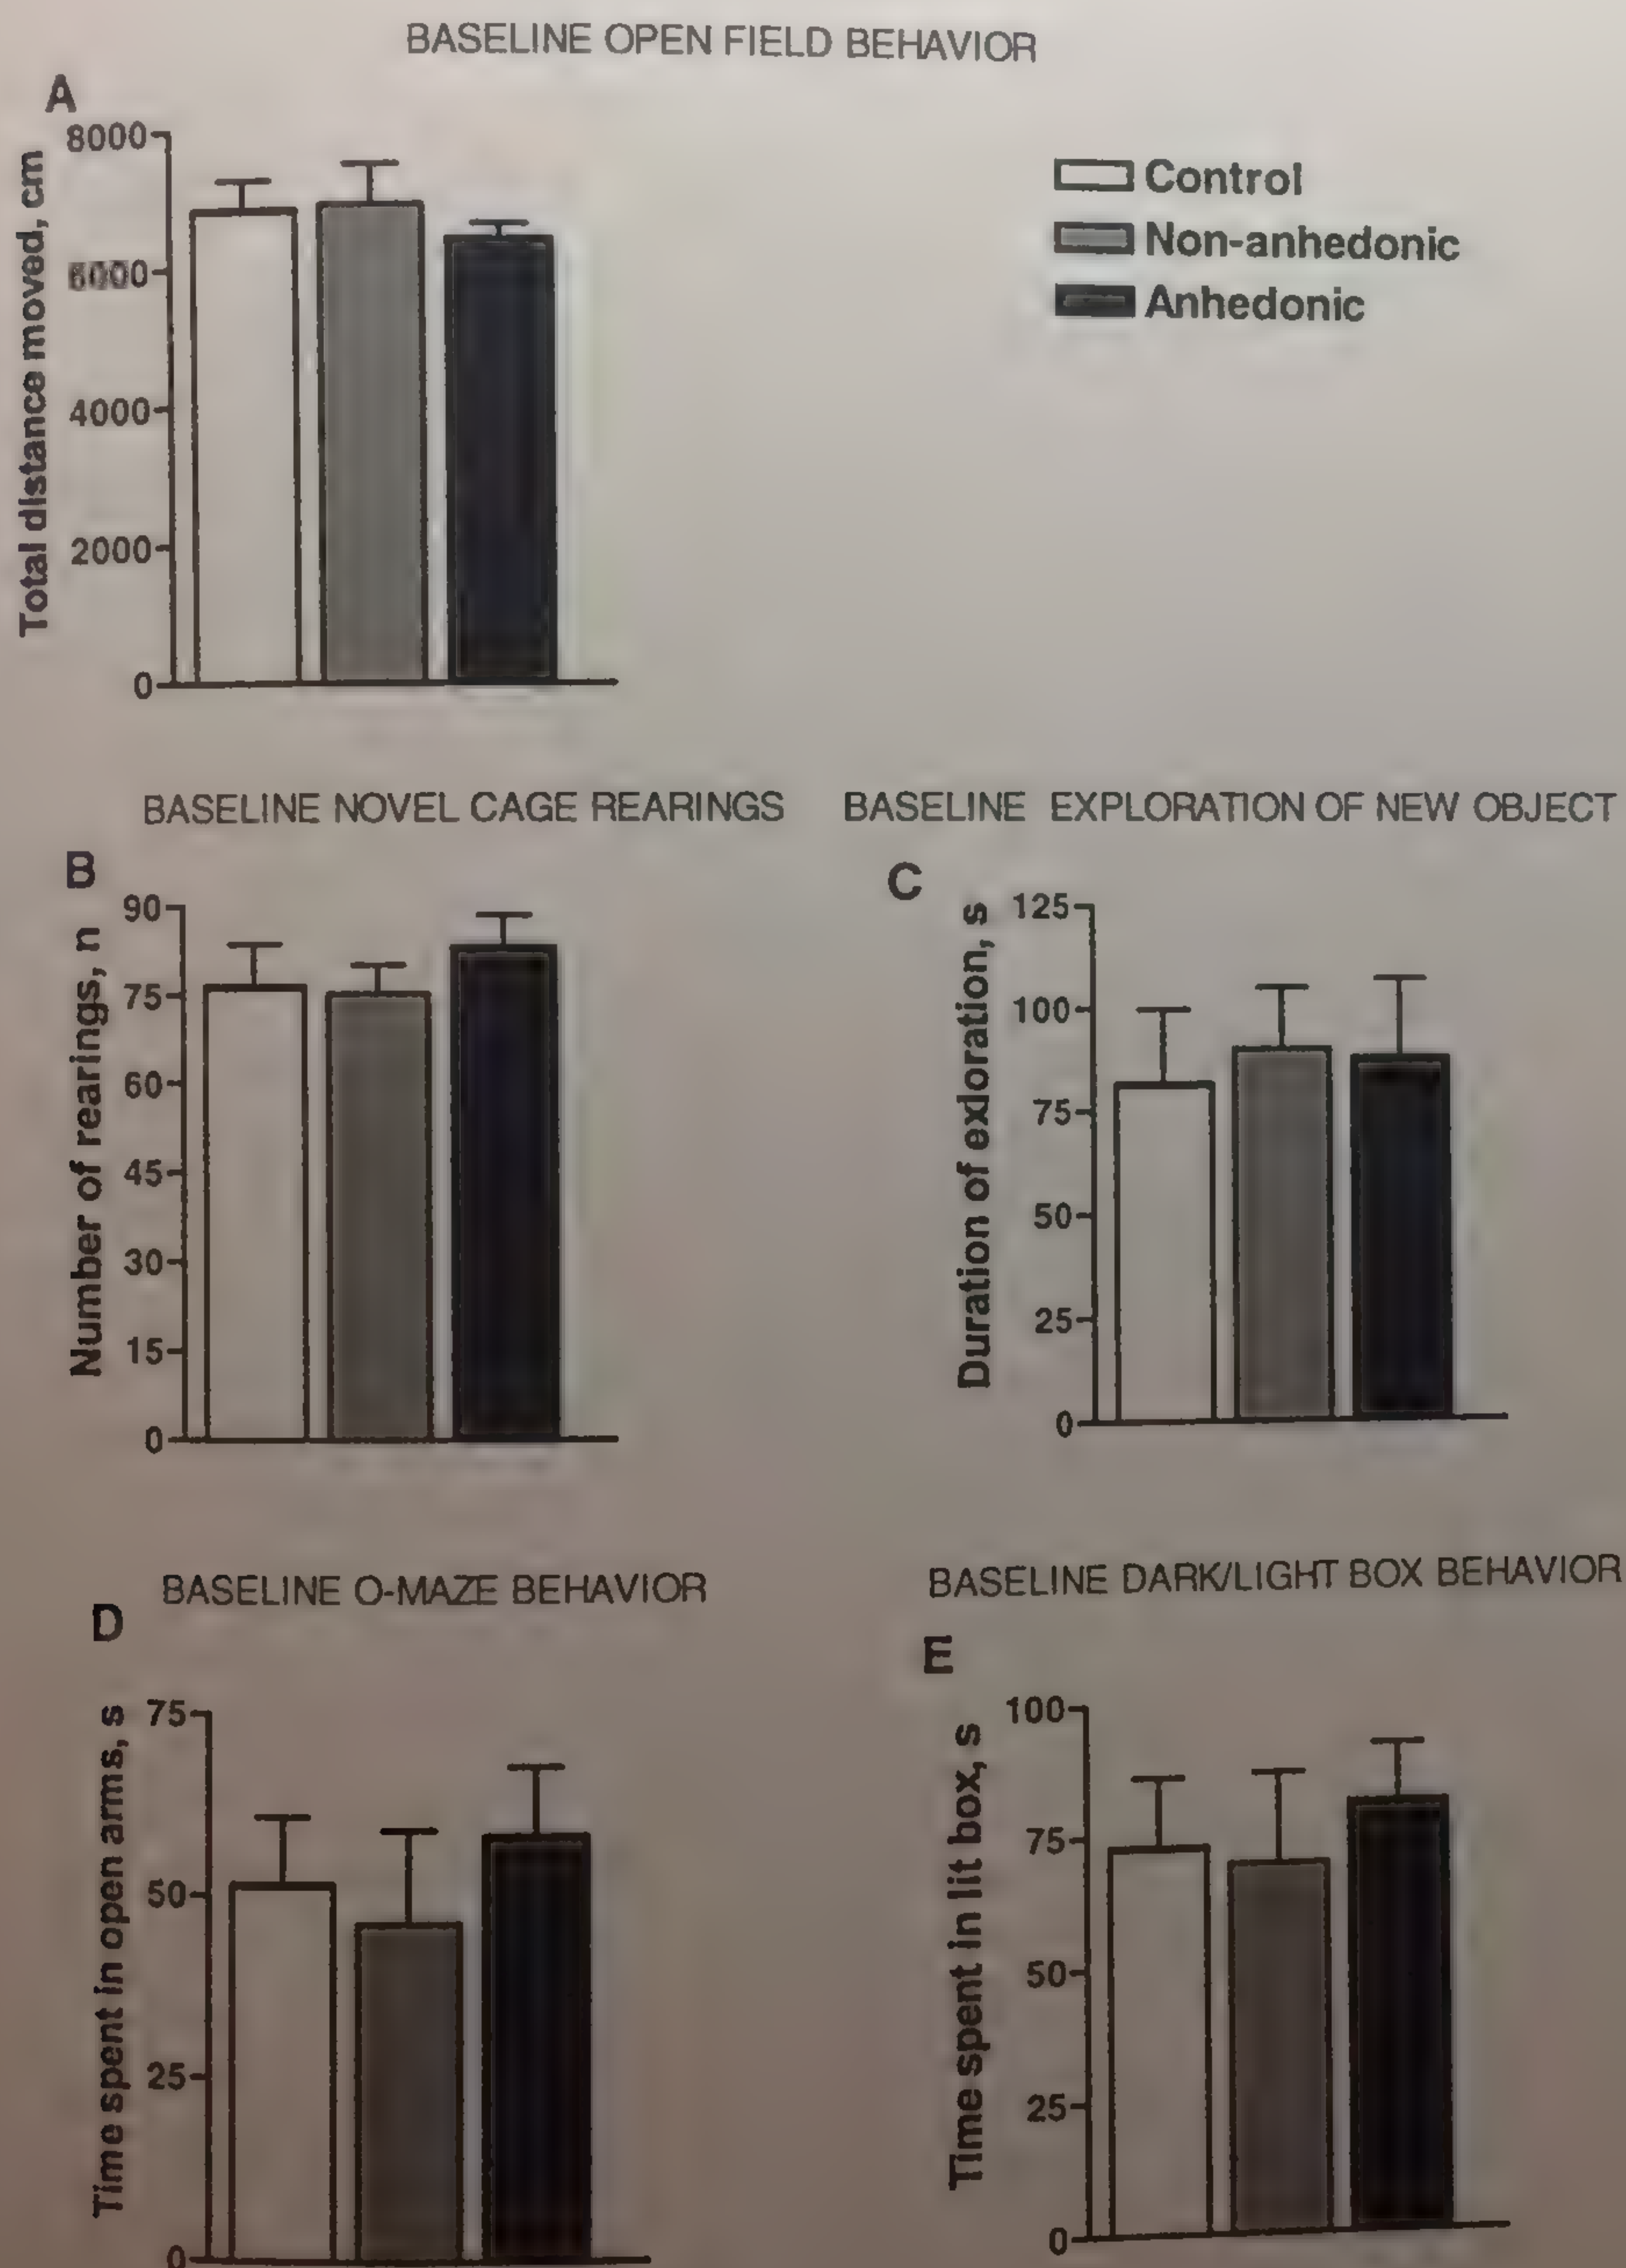 BASELINE OPEN FIELD BEHAVIOR
A
Total distance moved, cm
8000
6000
4000
2000
0
Control
Non-anhedonic
Anhedonic
BASELINE NOVEL CAGE REARINGS
B
Number of rearings, n
90
75
60
45
30
15
0
BASELINE EXPLORATION OF NEW OBJECT
C
Duration of exloration, s
125
100
75
50
25
0
BASELINE O-MAZE BEHAVIOR
D
Time spent in open arms, s
75
50
25
0
BASELINE DARK/LIGHT BOX BEHAVIOR
E
Time spent in lit box, s
100
75
50
25
0